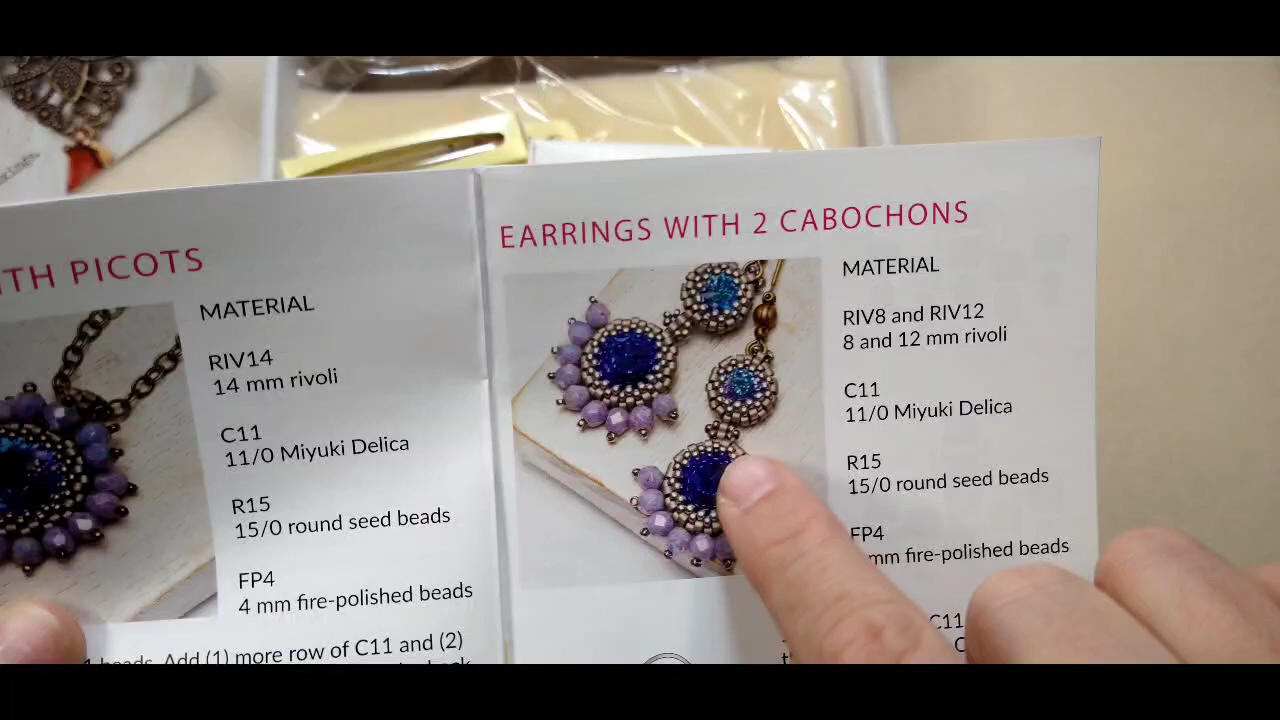 TH PICOTS
MATERIAL
RIV14
14 mm rivoli
C11
11/0 Miyuki Delica
R15
15/0 round seed beads
FP4
4 mm fire-polished beads
beads. Add (1) more row of C11 and (2)
EARRINGS WITH 2 CABOCHONS
MATERIAL
RIV8 and RIV12
8 and 12 mm rivoli
C11
11/0 Miyuki Delica
R15
15/0 round seed beads
FP4
mm fire-polished beads
C11